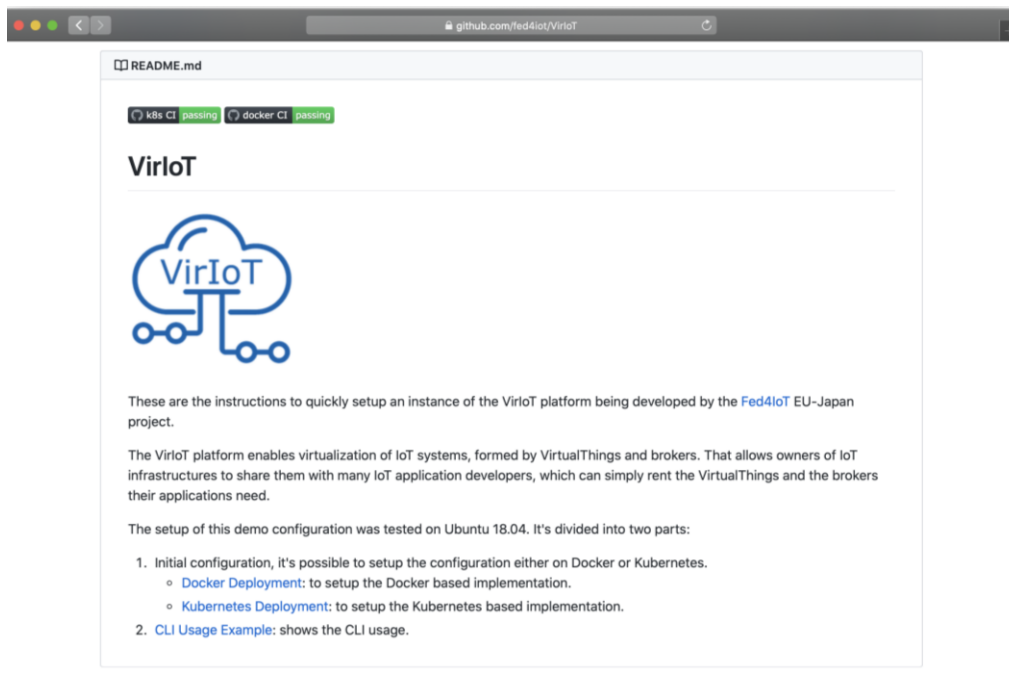 github.com/fed4iot/VirIoT
README.md
k8s CI passing docker CI passing
VirIoT
VirIoT
These are the instructions to quickly setup an instance of the VirIoT platform being developed by the Fed4IoT EU-Japan
project.
The VirIoT platform enables virtualization of IoT systems, formed by VirtualThings and brokers. That allows owners of IoT
infrastructures to share them with many IoT application developers, which can simply rent the VirtualThings and the brokers
their applications need.
The setup of this demo configuration was tested on Ubuntu 18.04. It's divided into two parts:
1. Initial configuration, it's possible to setup the configuration either on Docker or Kubernetes.
◦ Docker Deployment: to setup the Docker based implementation.
◦ Kubernetes Deployment: to setup the Kubernetes based implementation.
2. CLI Usage Example: shows the CLI usage.